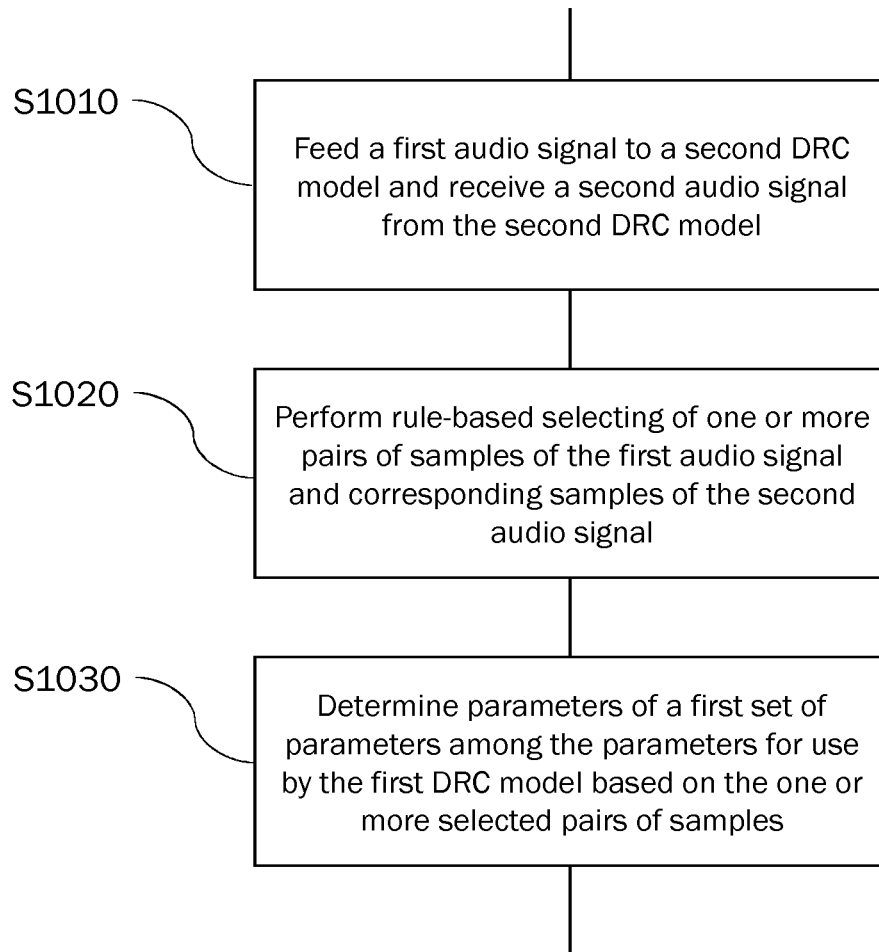 S1010
Feed a first audio signal to a second DRC
model and receive a second audio signal
from the second DRC model
S1020
Perform rule-based selecting of one or more
pairs of samples of the first audio signal
and corresponding samples of the second
audio signal
S1030
Determine parameters of a first set of
parameters among the parameters for use
by the first DRC model based on the one or
more selected pairs of samples